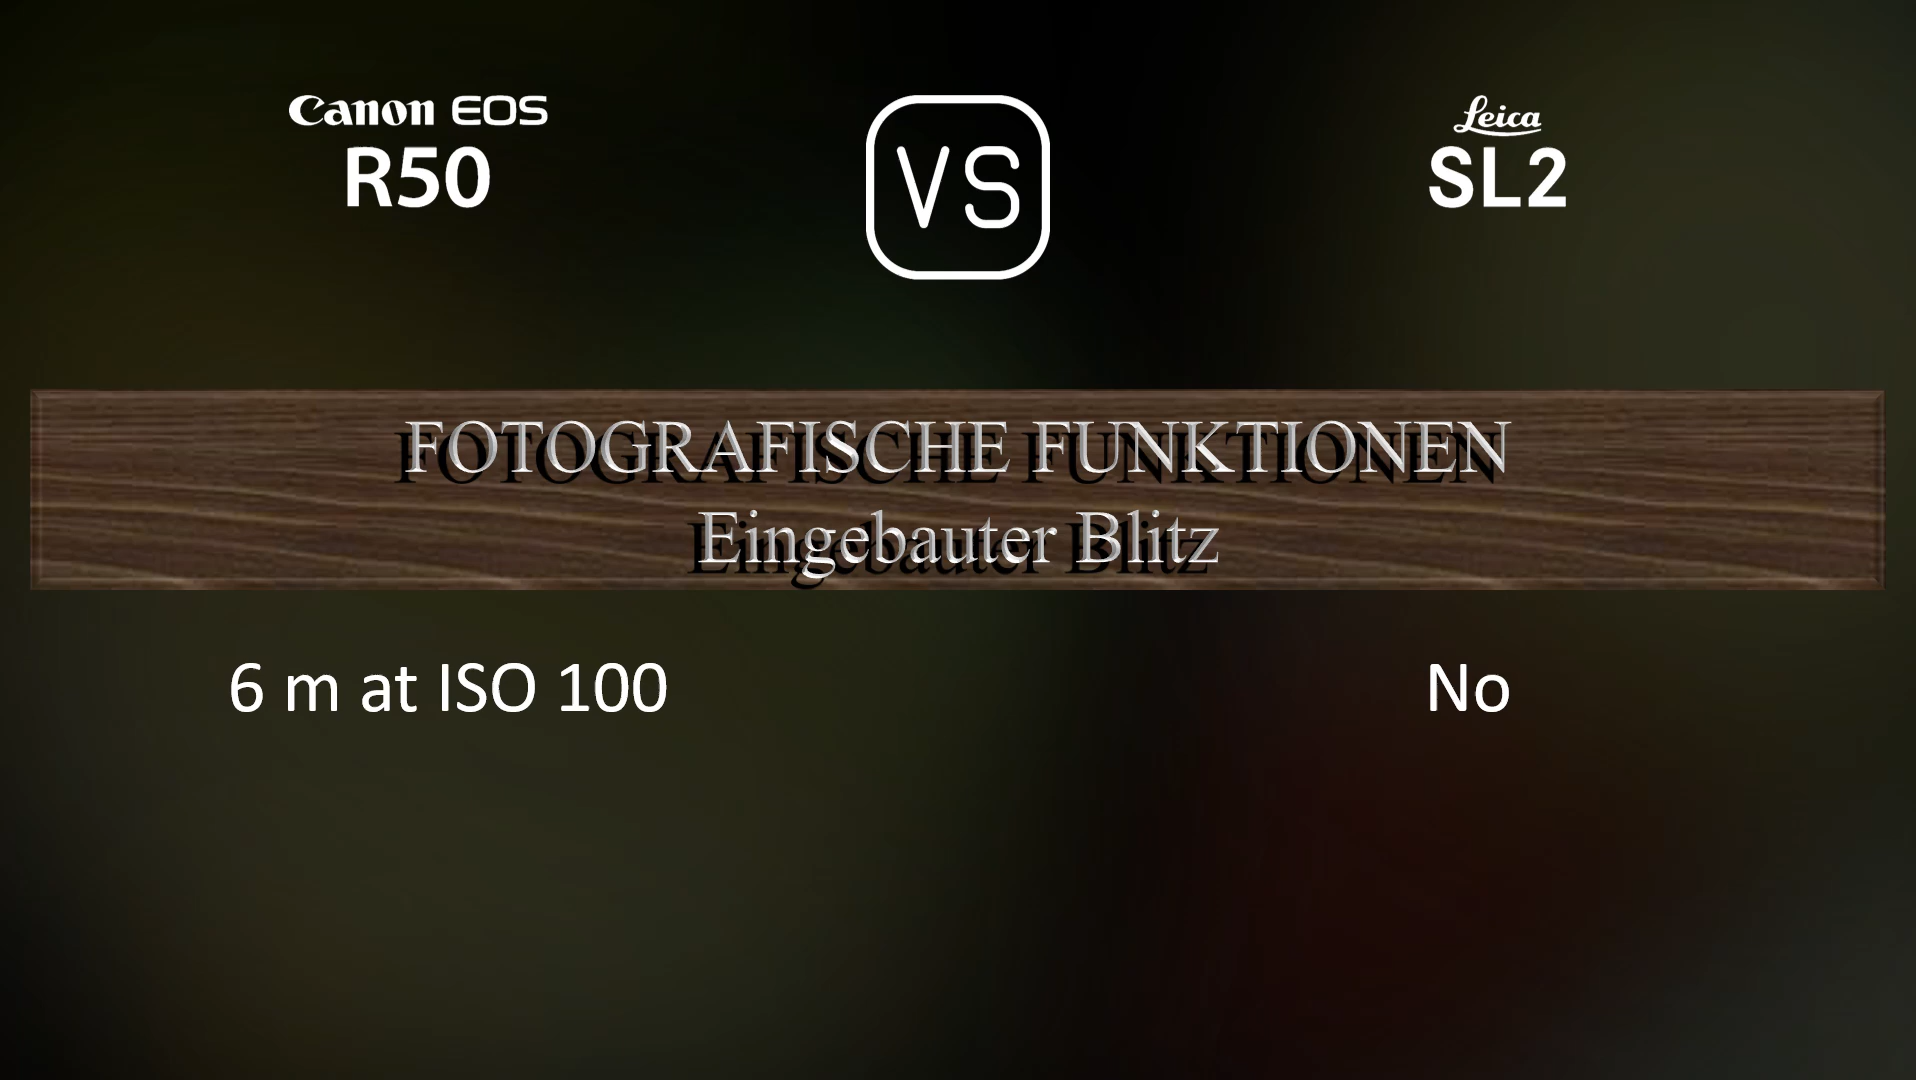 Canon EOS
R50
VS
Leica
SL2
FOTOGRAFISCHE FUNKTIONEN
Eingebauter Blitz
6 m at ISO 100
No